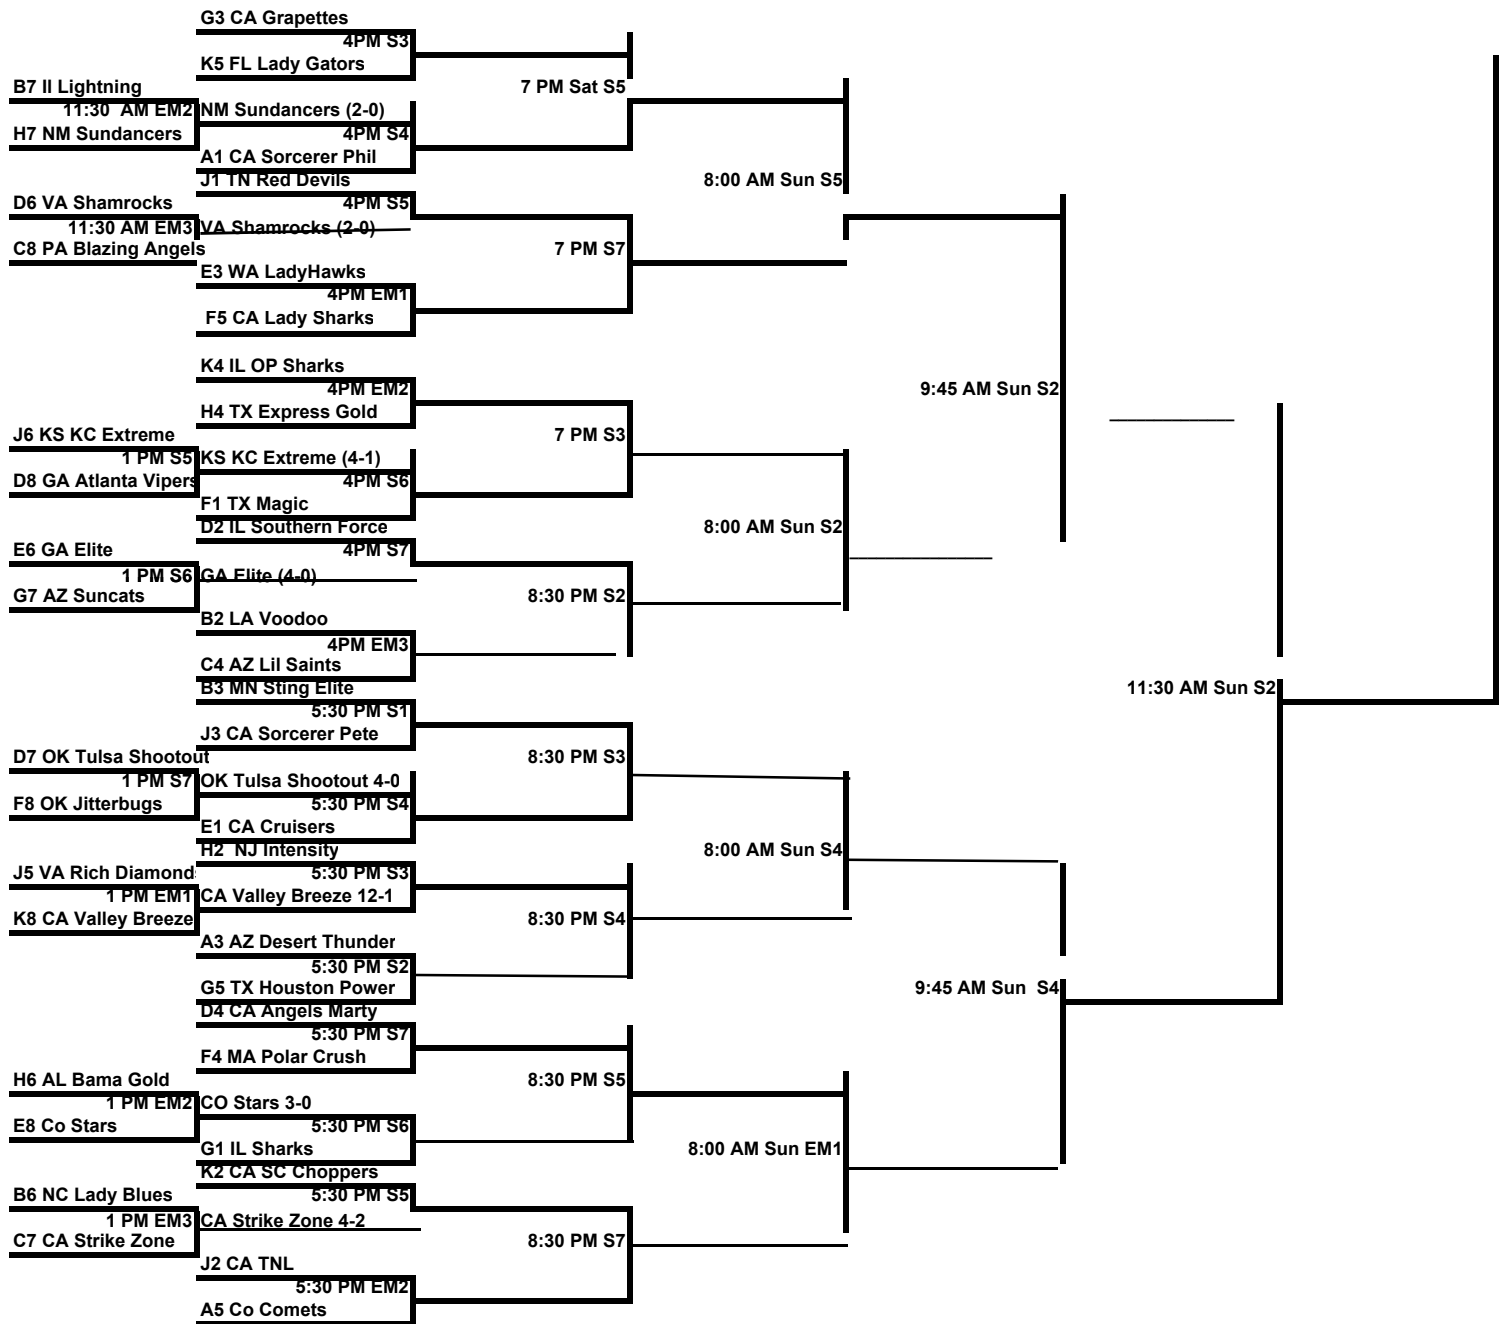 G3 CA Grapettes
4PM S3
K5 FL Lady Gators
B7 Il Lightning
7 PM Sat S5
11:30 AM EM2
NM Sundancers (2-0)
H7 NM Sundancers
4PM S4
A1 CA Sorcerer Phil
J1 TN Red Devils
8:00 AM Sun S5
D6 VA Shamrocks
4PM S5
11:30 AM EM3
VA Shamrocks (2-0)
C8 PA Blazing Angels
7 PM S7
E3 WA LadyHawks
4PM EM1
F5 CA Lady Sharks
K4 IL OP Sharks
4PM EM2
9:45 AM Sun S2
H4 TX Express Gold
J6 KS KC Extreme
7 PM S3
1 PM S5
KS KC Extreme (4-1)
D8 GA Atlanta Vipers
4PM S6
F1 TX Magic
D2 IL Southern Force
8:00 AM Sun S2
E6 GA Elite
4PM S7
1 PM S6
GA Elite (4-0)
G7 AZ Suncats
8:30 PM S2
B2 LA Voodoo
4PM EM3
C4 AZ Lil Saints
B3 MN Sting Elite
11:30 AM Sun S2
5:30 PM S1
J3 CA Sorcerer Pete
D7 OK Tulsa Shootout
8:30 PM S3
1 PM S7
OK Tulsa Shootout 4-0
F8 OK Jitterbugs
5:30 PM S4
E1 CA Cruisers
H2 NJ Intensity
8:00 AM Sun S4
J5 VA Rich Diamond
5:30 PM S3
1 PM EM1
CA Valley Breeze 12-1
K8 CA Valley Breeze
8:30 PM S4
A3 AZ Desert Thunder
5:30 PM S2
G5 TX Houston Power
9:45 AM Sun S4
D4 CA Angels Marty
5:30 PM S7
F4 MA Polar Crush
H6 AL Bama Gold
8:30 PM S5
1 PM EM2
CO Stars 3-0
E8 Co Stars
5:30 PM S6
G1 IL Sharks
8:00 AM Sun EM1
K2 CA SC Choppers
B6 NC Lady Blues
5:30 PM S5
1 PM EM3
CA Strike Zone 4-2
C7 CA Strike Zone
8:30 PM S7
J2 CA TNL
5:30 PM EM2
A5 Co Comets